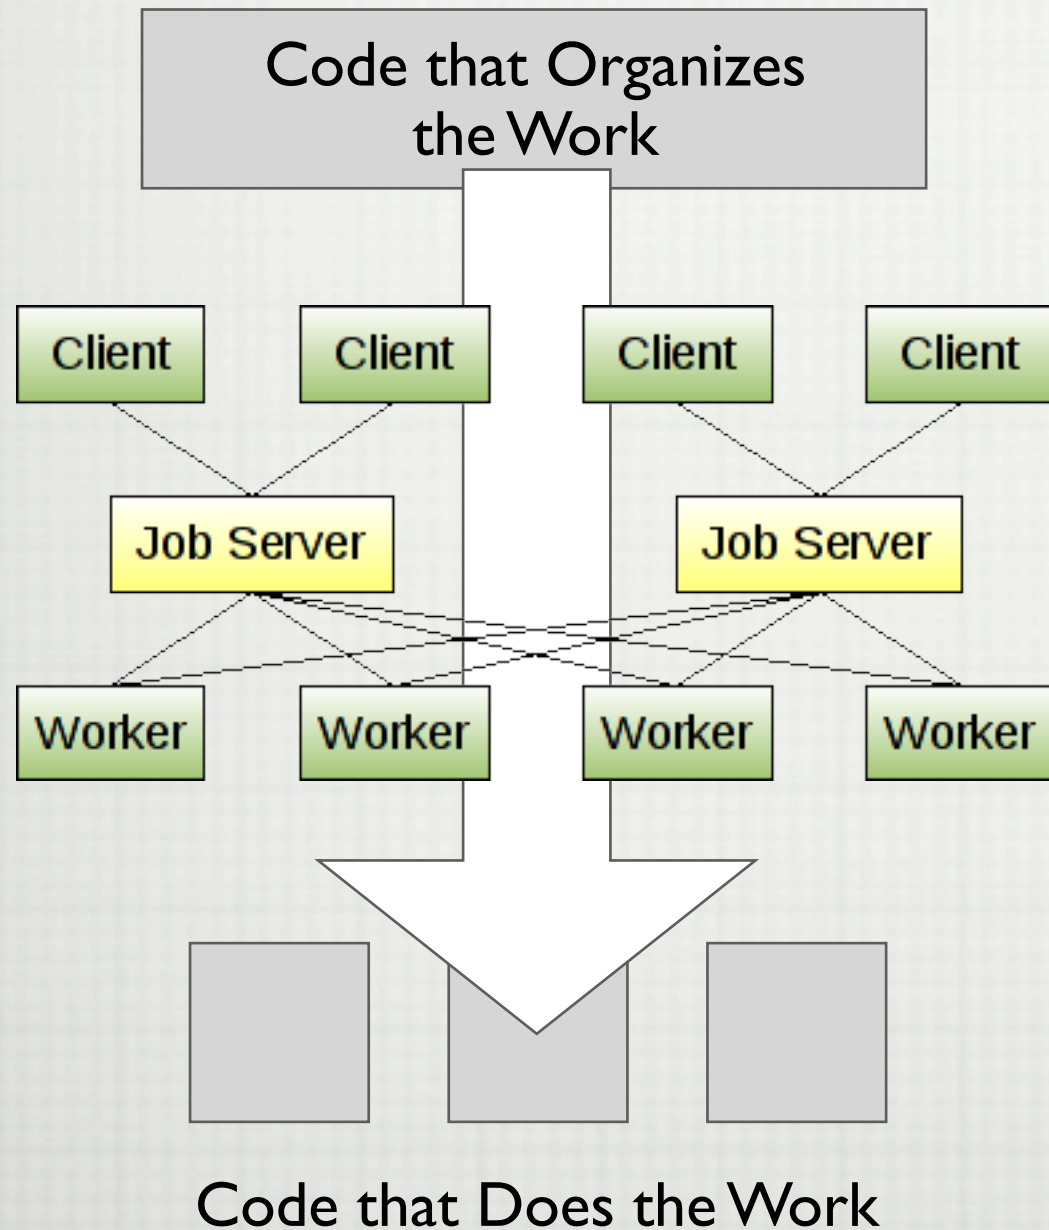 Code that Organizes
the Work
Client Client Client Client
Job Server Job Server
Worker Worker Worker Worker
Code that Does the Work